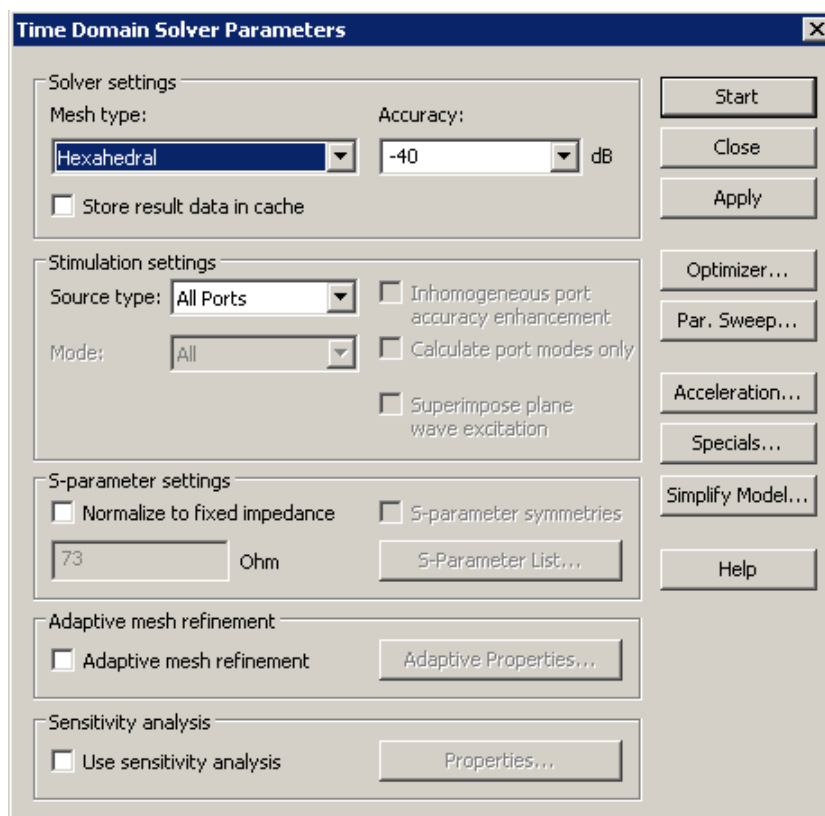 Time Domain Solver Parameters
Solver settings
Mesh type:
Accuracy:
Hexahedral
-40
dB
Store result data in cache
Stimulation settings
Source type:
All Ports
Inhomogeneous port
accuracy enhancement
Mode:
All
Calculate port modes only
Superimpose plane
wave excitation
S-parameter settings
Normalize to fixed impedance
S-parameter symmetries
73
Ohm
S-Parameter List...
Adaptive mesh refinement
Adaptive mesh refinement
Adaptive Properties...
Sensitivity analysis
Use sensitivity analysis
Properties...
Start
Close
Apply
Optimizer...
Par. Sweep...
Acceleration...
Specials...
Simplify Model...
Help